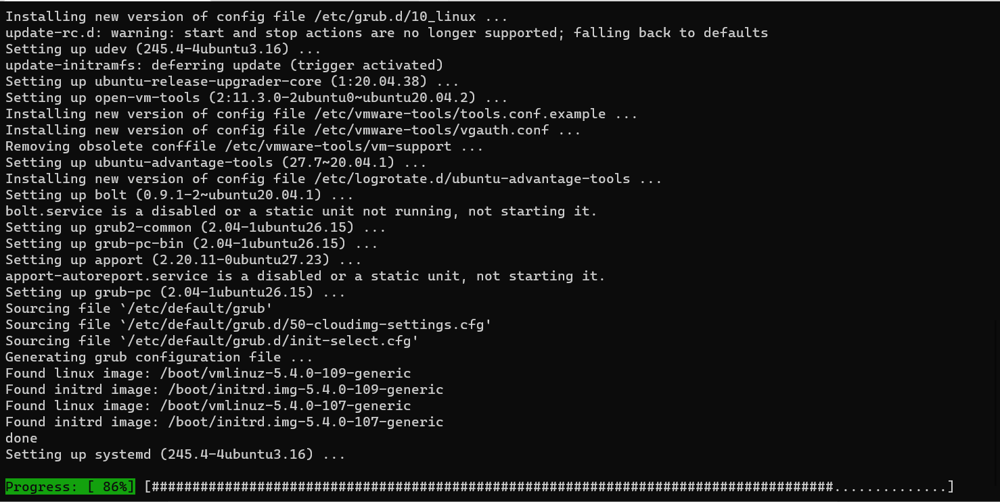 Installing new version of config file /etc/grub.d/10_linux ...
update-rc.d: warning: start and stop actions are no longer supported; falling back to defaults
Setting up udev (245.4-4ubuntu3.16) ...
update-initramfs: deferring update (trigger activated)
Setting up ubuntu-release-upgrader-core (1:20.04.38) ...
Setting up open-vm-tools (2:11.3.0-2ubuntu0~ubuntu20.04.2) ...
Installing new version of config file /etc/vmware-tools/tools.conf.example ...
Installing new version of config file /etc/vmware-tools/vgauth.conf ...
Removing obsolete conffile /etc/vmware-tools/vm-support ...
Setting up ubuntu-advantage-tools (27.7~20.04.1) ...
Installing new version of config file /etc/logrotate.d/ubuntu-advantage-tools ...
Setting up bolt (0.9.1-2~ubuntu20.04.1) ...
bolt.service is a disabled or a static unit not running, not starting it.
Setting up grub2-common (2.04-1ubuntu26.15) ...
Setting up grub-pc-bin (2.04-1ubuntu26.15) ...
Setting up apport (2.20.11-0ubuntu27.23) ...
apport-autoreport.service is a disabled or a static unit, not starting it.
Setting up grub-pc (2.04-1ubuntu26.15) ...
Sourcing file `/etc/default/grub'
Sourcing file `/etc/default/grub.d/50-cloudimg-settings.cfg'
Sourcing file `/etc/default/grub.d/init-select.cfg'
Generating grub configuration file ...
Found linux image: /boot/vmlinuz-5.4.0-109-generic
Found initrd image: /boot/initrd.img-5.4.0-109-generic
Found linux image: /boot/vmlinuz-5.4.0-107-generic
Found initrd image: /boot/initrd.img-5.4.0-107-generic
done
Setting up systemd (245.4-4ubuntu3.16) ...
Progress: [ 86%] [####################################################################################..............]